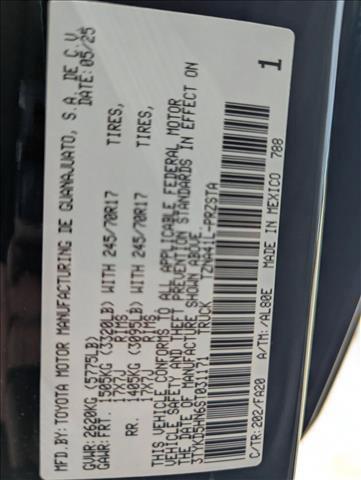 MFD.BY: TOYOTA MOTOR MANUFACTURING DE GUANAJUATO, S.A. DE C.V.
DATE: 05/25
GVWR: 2620KG (5775LB)
GAWR: FRT. 1505KG (3320LB) WITH 245/70R17 TIRES,
17X7J RIMS
RR. 1405KG (3095LB) WITH 245/70R17 TIRES,
17X7J RIMS
THIS VEHICLE CONFORMS TO ALL APPLICABLE FEDERAL MOTOR
VEHICLE SAFETY AND THEFT PREVENTION STANDARDS IN EFFECT ON
THE DATE OF MANUFACTURE SHOWN ABOVE.
3TYKD5HN6ST031171 TRUCK TZNA41L-PRZSTA
C/TR: 202/FA20 A/TM: /AL80E MADE IN MEXICO 788
1